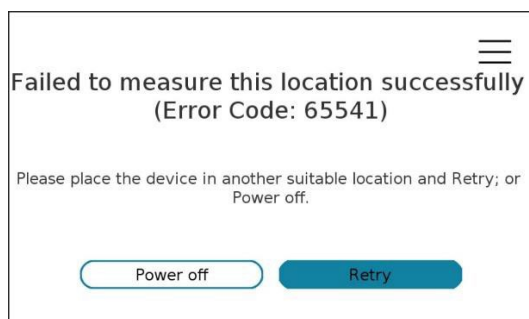 Failed to measure this location successfully
(Error Code: 65541)
Please place the device in another suitable location and Retry; or
Power off.
Power off
Retry